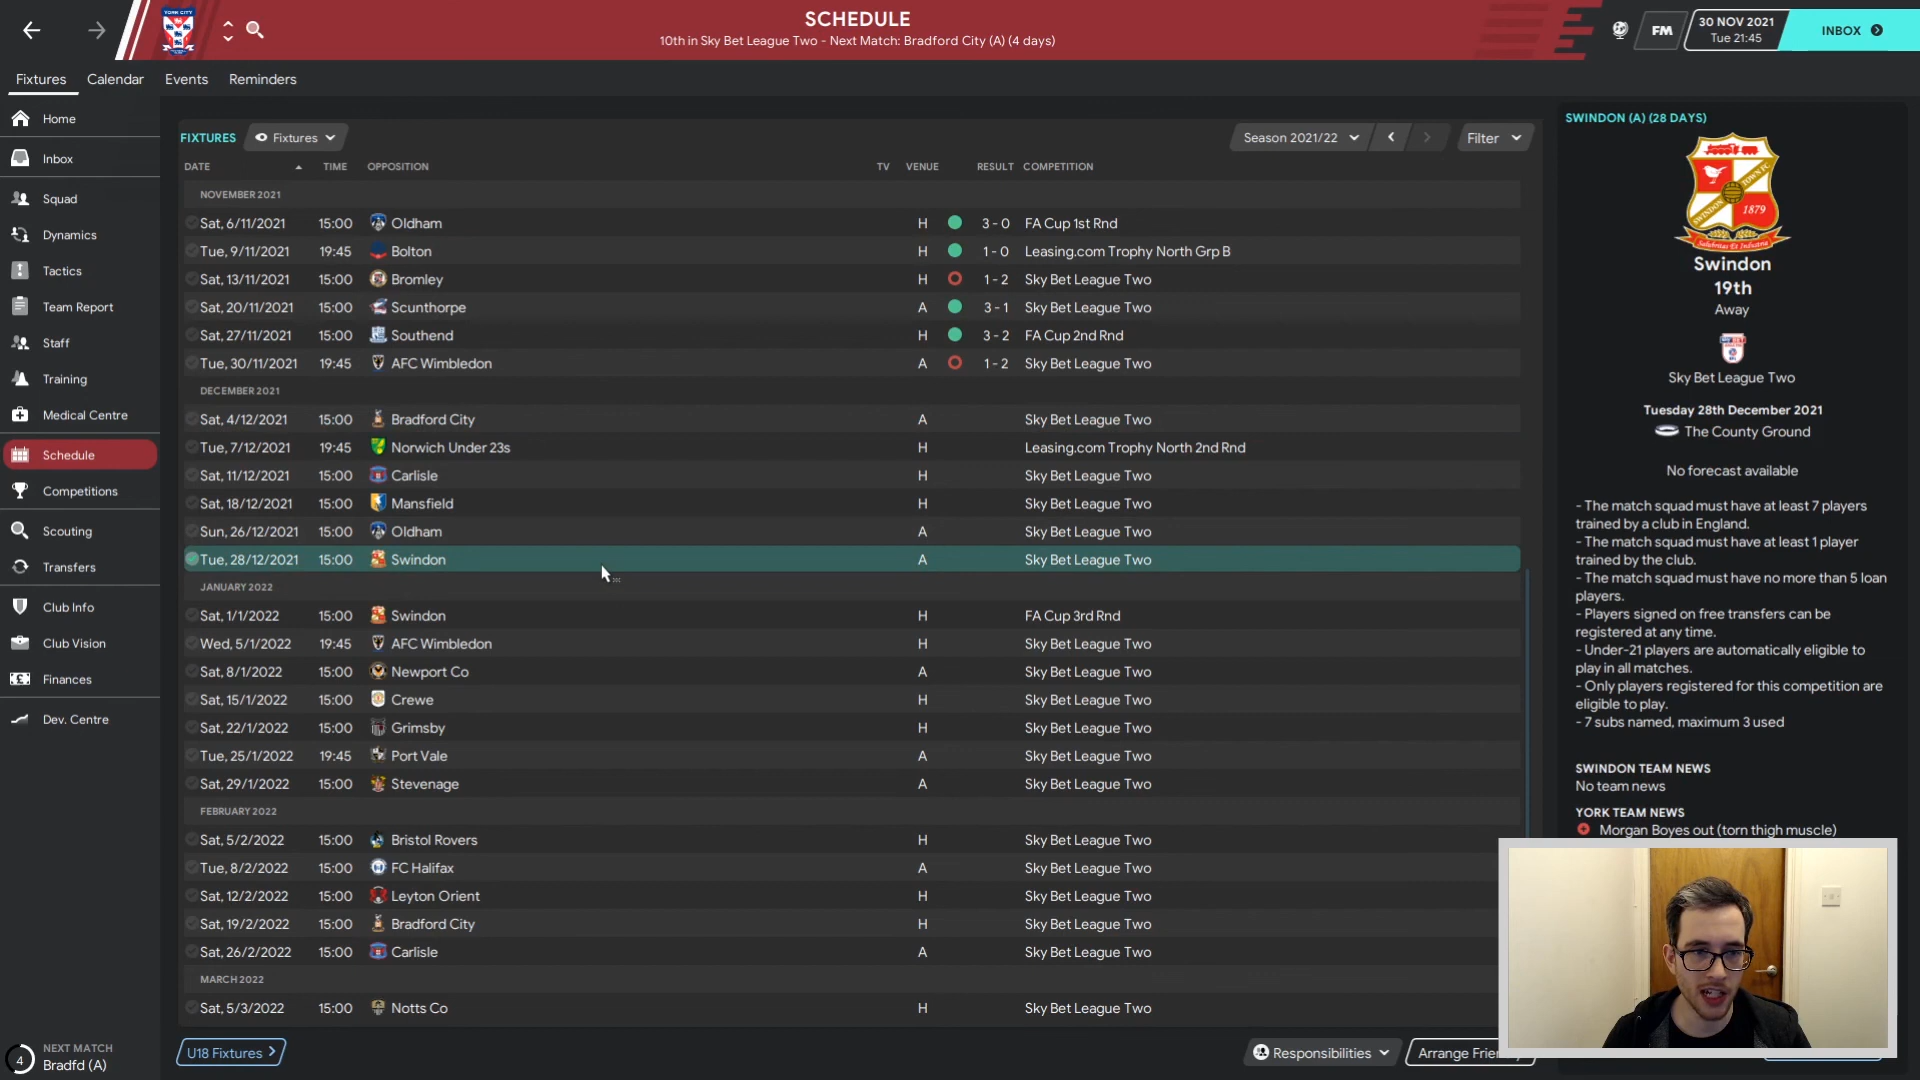 YORK CITY
SCHEDULE
10th in Sky Bet League Two - Next Match: Bradford City (A) (4 days)
FM
30 NOV 2021
Tue 21:45
INBOX
Fixtures
Calendar
Events
Reminders
Home
Inbox
Squad
Dynamics
Tactics
Team Report
Staff
Training
Medical Centre
Schedule
Competitions
Scouting
Transfers
Club Info
Club Vision
Finances
Dev. Centre
4
NEXT MATCH
Bradfd (A)
FIXTURES
Fixtures
Season 2021/22
Filter
DATE TIME OPPOSITION TV VENUE RESULT COMPETITION
NOVEMBER 2021
Sat, 6/11/2021 15:00 Oldham H 3 - 0 FA Cup 1st Rnd
Tue, 9/11/2021 19:45 Bolton H 1 - 0 Leasing.com Trophy North Grp B
Sat, 13/11/2021 15:00 Bromley H 1 - 2 Sky Bet League Two
Sat, 20/11/2021 15:00 Scunthorpe A 3 - 1 Sky Bet League Two
Sat, 27/11/2021 15:00 Southend H 3 - 2 FA Cup 2nd Rnd
Tue, 30/11/2021 19:45 AFC Wimbledon A 1 - 2 Sky Bet League Two
DECEMBER 2021
Sat, 4/12/2021 15:00 Bradford City A Sky Bet League Two
Tue, 7/12/2021 19:45 Norwich Under 23s H Leasing.com Trophy North 2nd Rnd
Sat, 11/12/2021 15:00 Carlisle H Sky Bet League Two
Sat, 18/12/2021 15:00 Mansfield H Sky Bet League Two
Sun, 26/12/2021 15:00 Oldham A Sky Bet League Two
Tue, 28/12/2021 15:00 Swindon A Sky Bet League Two
JANUARY 2022
Sat, 1/1/2022 15:00 Swindon H FA Cup 3rd Rnd
Wed, 5/1/2022 19:45 AFC Wimbledon H Sky Bet League Two
Sat, 8/1/2022 15:00 Newport Co A Sky Bet League Two
Sat, 15/1/2022 15:00 Crewe H Sky Bet League Two
Sat, 22/1/2022 15:00 Grimsby H Sky Bet League Two
Tue, 25/1/2022 19:45 Port Vale A Sky Bet League Two
Sat, 29/1/2022 15:00 Stevenage A Sky Bet League Two
FEBRUARY 2022
Sat, 5/2/2022 15:00 Bristol Rovers H Sky Bet League Two
Tue, 8/2/2022 15:00 FC Halifax A Sky Bet League Two
Sat, 12/2/2022 15:00 Leyton Orient H Sky Bet League Two
Sat, 19/2/2022 15:00 Bradford City H Sky Bet League Two
Sat, 26/2/2022 15:00 Carlisle A Sky Bet League Two
MARCH 2022
Sat, 5/3/2022 15:00 Notts Co H Sky Bet League Two
U18 Fixtures
Responsibilities
Arrange Frien
SWINDON (A) (28 DAYS)
SWINDON TOWN FC
1879
Salubritas Et Industria
Swindon
19th
Away
Sky Bet League Two
Tuesday 28th December 2021
The County Ground
No forecast available
- The match squad must have at least 7 players
trained by a club in England.
- The match squad must have at least 1 player
trained by the club.
- The match squad must have no more than 5 loan
players.
- Players signed on free transfers can be
registered at any time.
- Under-21 players are automatically eligible to
play in all matches.
- Only players registered for this competition are
eligible to play.
- 7 subs named, maximum 3 used
SWINDON TEAM NEWS
No team news
YORK TEAM NEWS
Morgan Boyes out (torn thigh muscle)